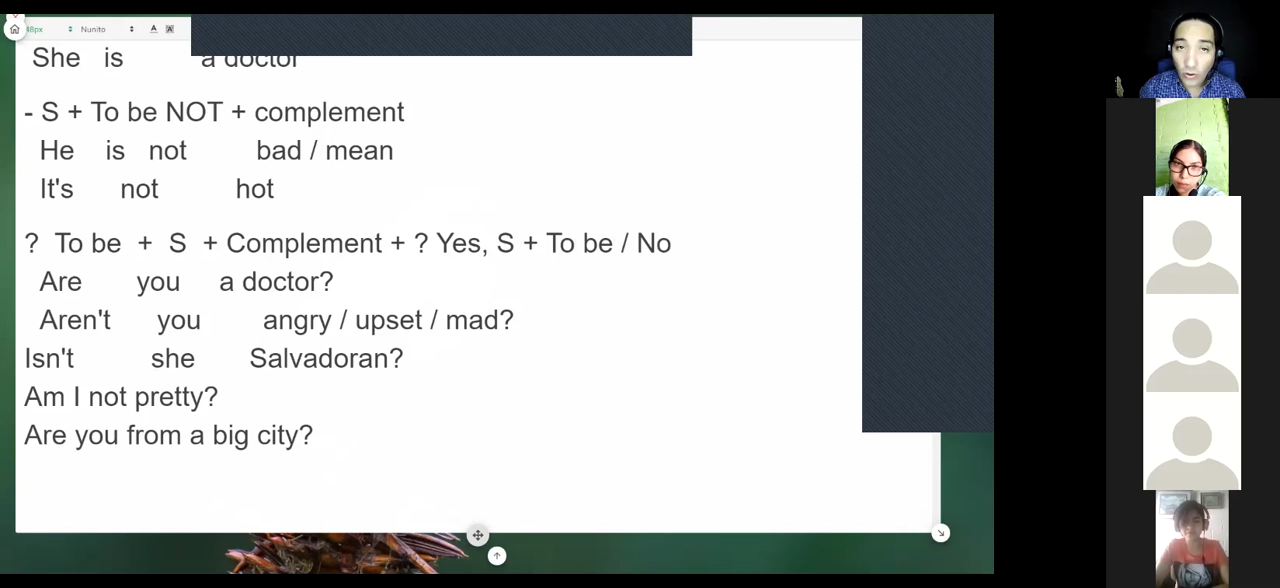 48px Nunito A A
She is a doctor
- S + To be NOT + complement
He is not bad / mean
It's not hot
? To be + S + Complement + ? Yes, S + To be / No
Are you a doctor?
Aren't you angry / upset / mad?
Isn't she Salvadoran?
Am I not pretty?
Are you from a big city?